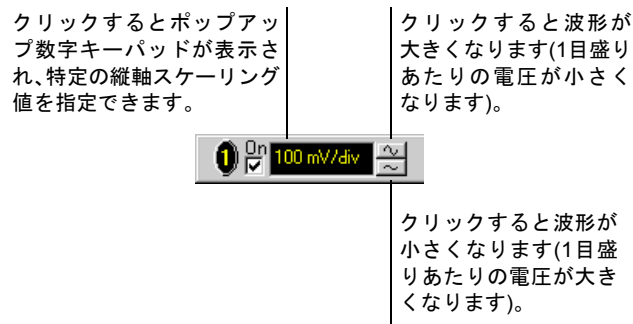 クリックするとポップアッ
プ数字キーパッドが表示さ
れ、特定の縦軸スケーリング
値を指定できます。
クリックすると波形が
大きくなります(1目盛り
あたりの電圧が小さく
なります)。
1 On 100 mV/div
クリックすると波形が
小さくなります(1目盛
りあたりの電圧が大き
くなります)。